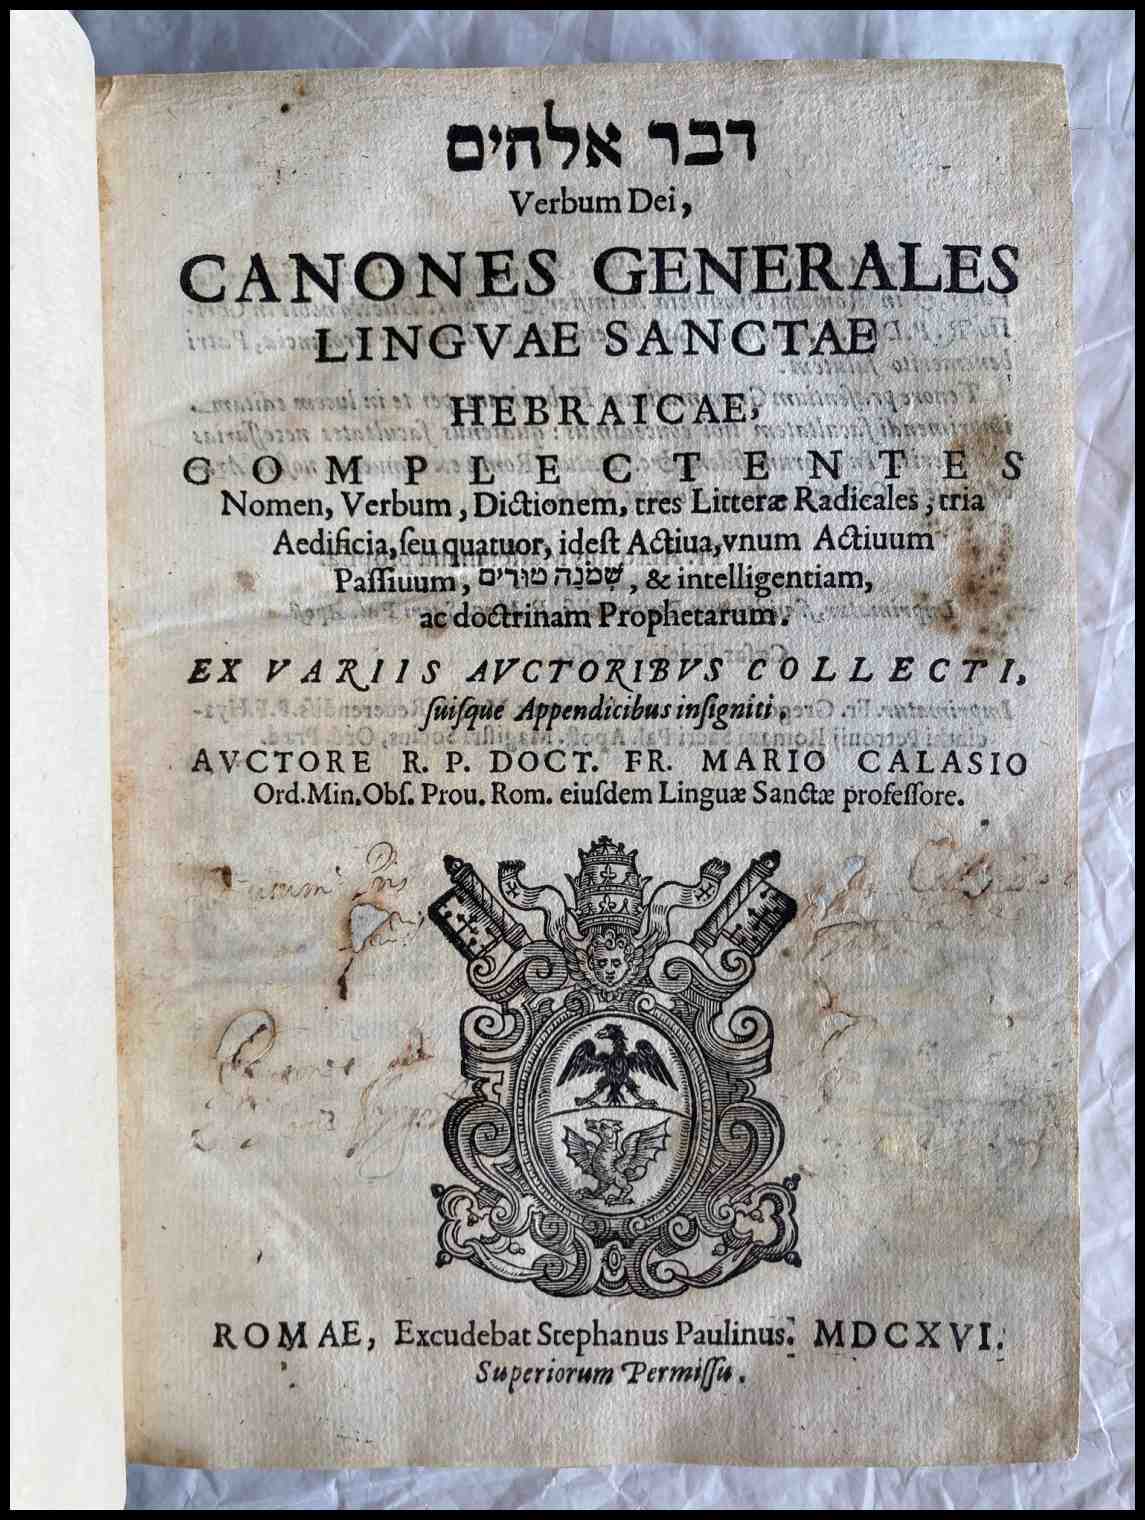 דבר אלהים
Verbum Dei,
CANONES GENERALES
LINGVAE SANCTAE
HEBRAICAE,
COMPLECTENTES
Nomen, Verbum, Dictionem, tres Litteræ Radicales, tria
Aedificia, ſeu quatuor, ideſt Actiua, vnum Actiuum
Paſſiuum, שְׁמֹנָה טורים, & intelligentiam,
ac doctrinam Prophetarum.
EX VARIIS AVCTORIBVS COLLECTI,
ſuiſque Appendicibus inſigniti,
AVCTORE R. P. DOCT. FR. MARIO CALASIO
Ord. Min. Obſ. Prou. Rom. eiuſdem Linguæ Sanctæ profeſſore.
ROMAE, Excudebat Stephanus Paulinus. MDCXVI.
Superiorum Permiſſu.